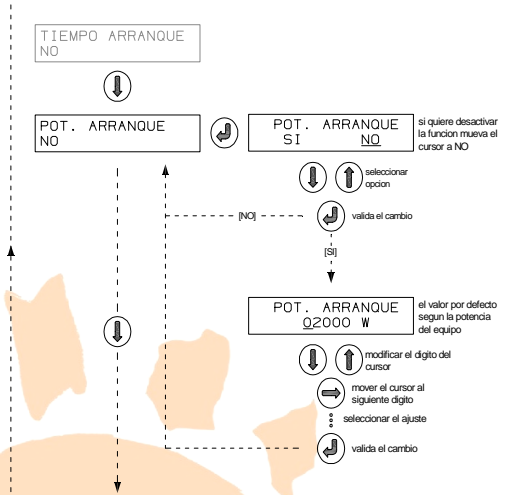 TIEMPO ARRANQUE
NO
POT. ARRANQUE
NO
POT. ARRANQUE
SI NO
si quiere desactivar
la funcion mueva el
cursor a NO
seleccionar
opcion
valida el cambio
[NO]
[SI]
POT. ARRANQUE
02000 W
el valor por defecto
segun la potencia
del equipo
modificar el digito del
cursor
mover el cursor al
siguiente digito
seleccionar el ajuste
valida el cambio